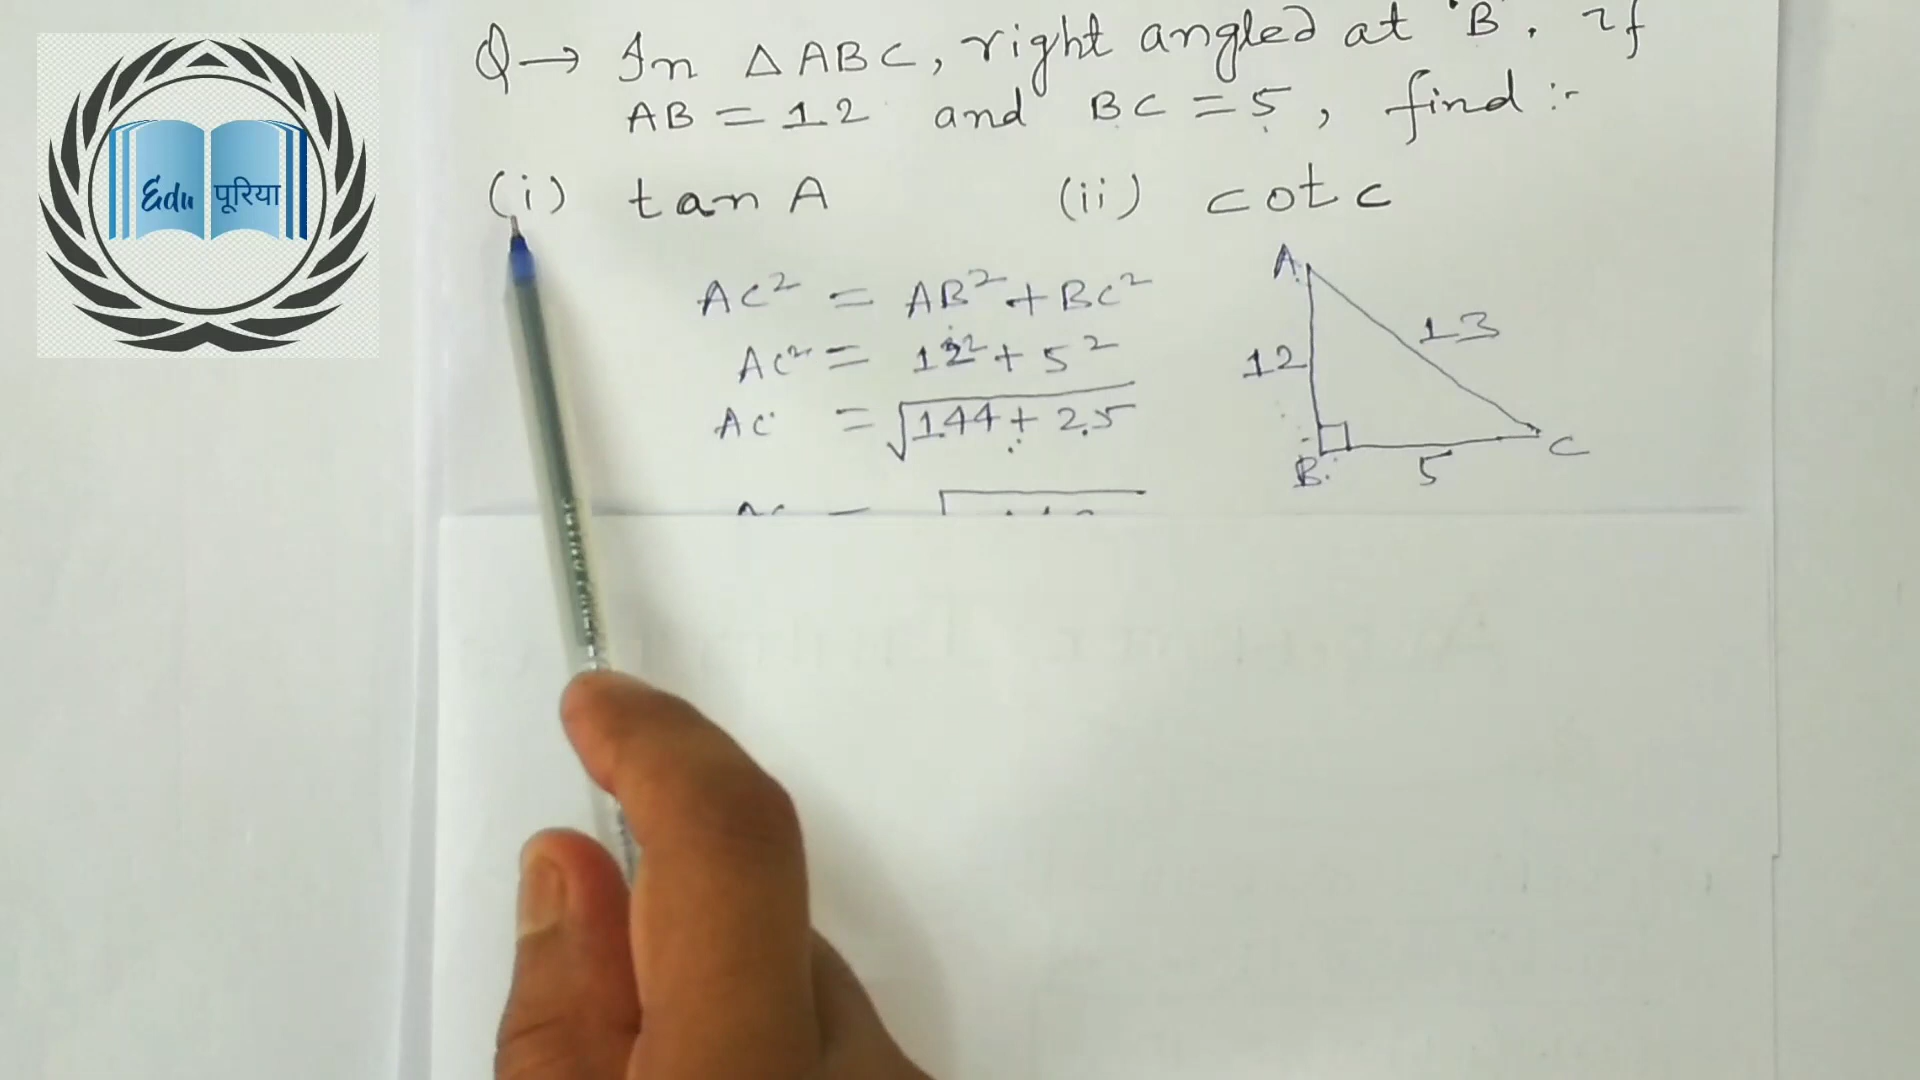 Edu पूरिया
Q→ In △ABC, right angled at 'B'. If
AB = 12 and BC = 5, find :-
(i) tan A (ii) cot C
AC² = AB² + BC²
AC² = 12² + 5²
AC = √144 + 25
A
12
13
B
5
C